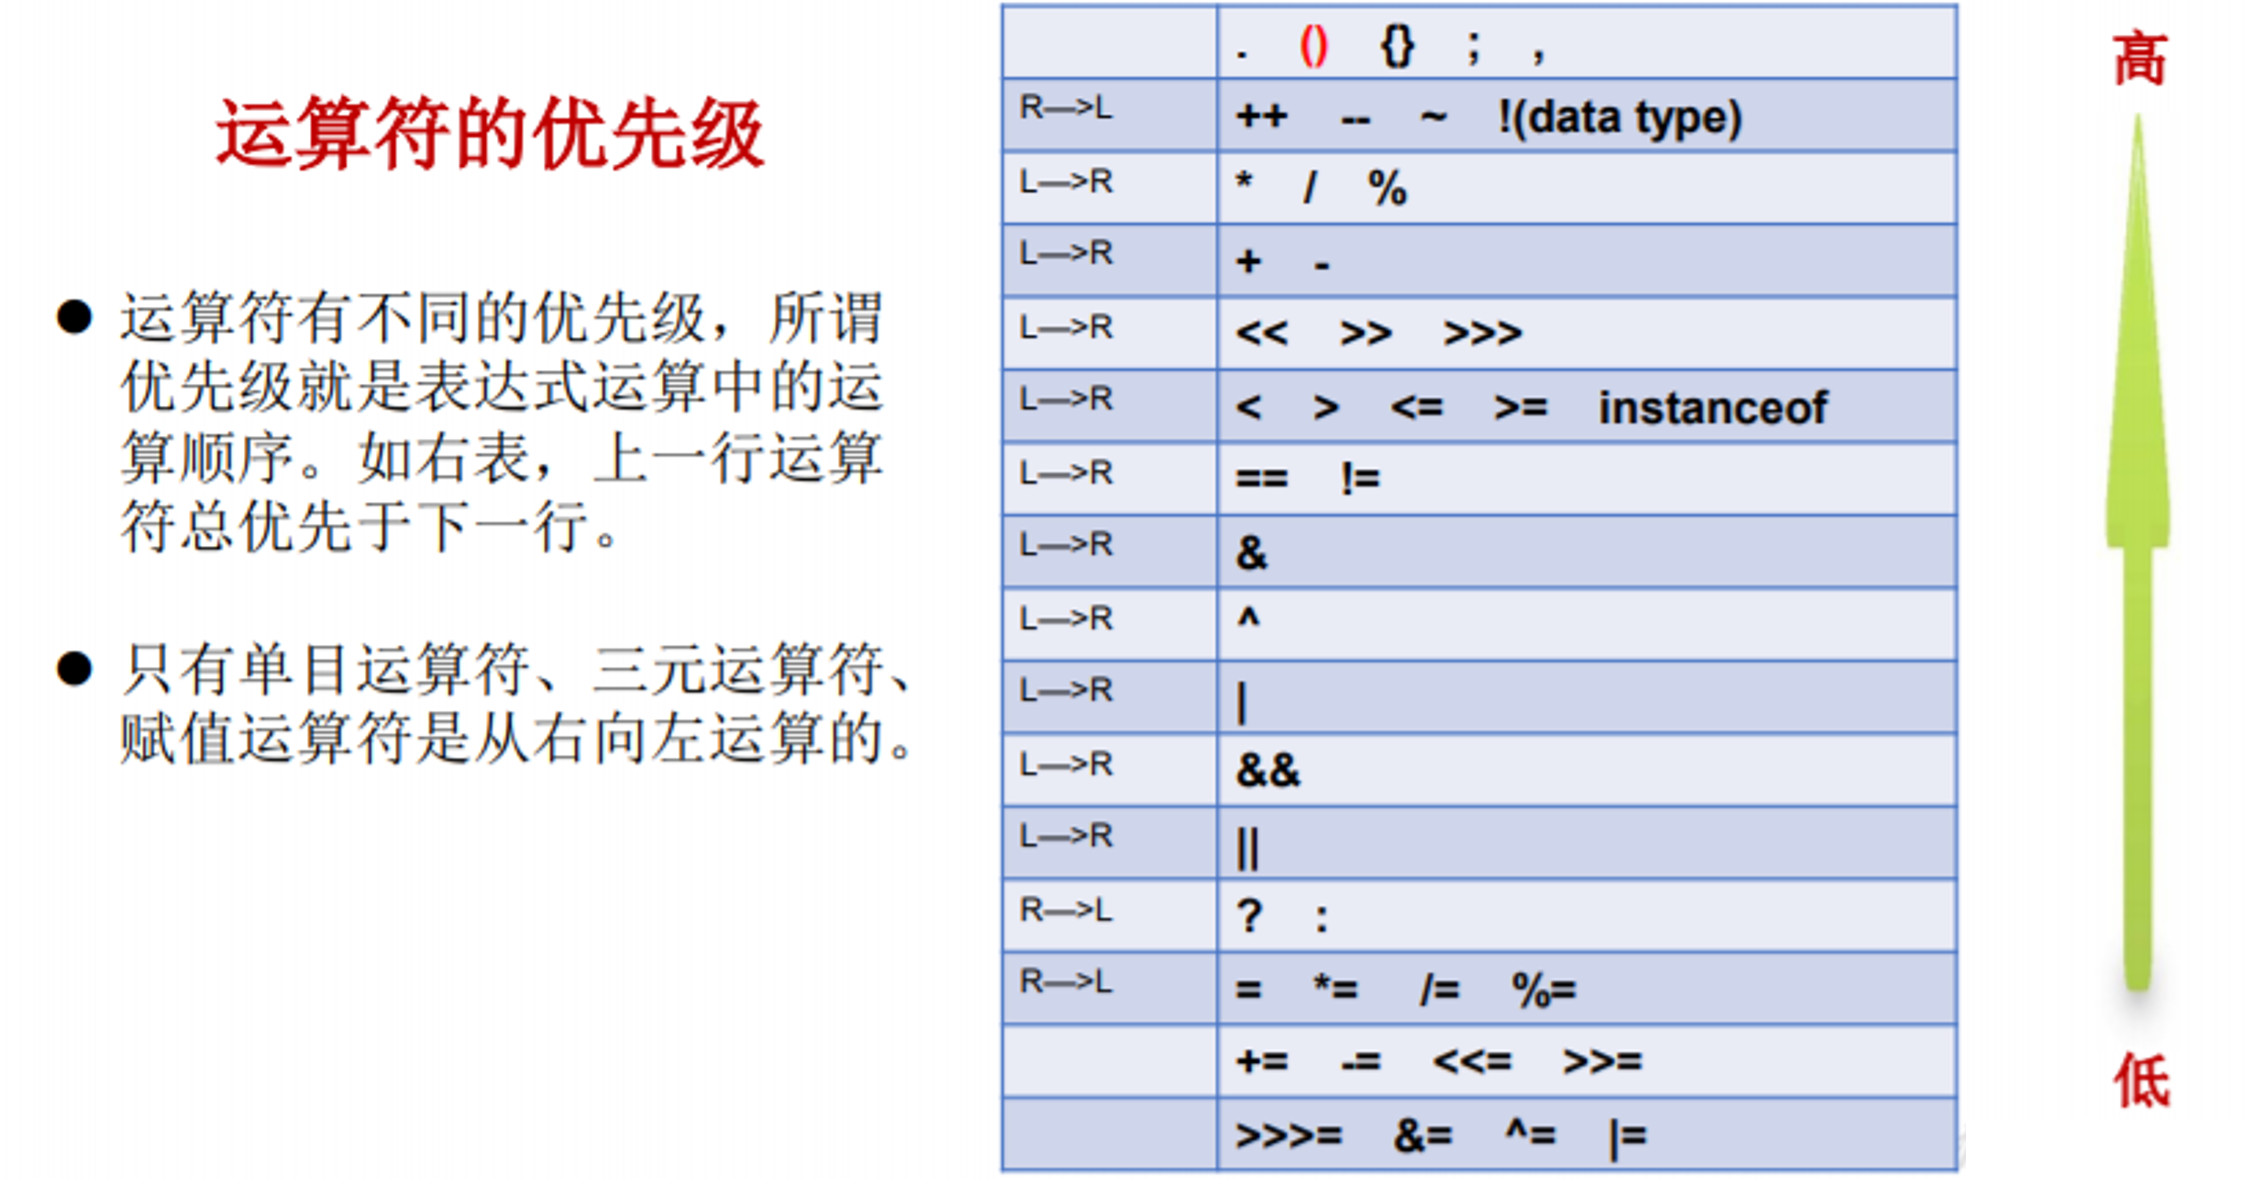 运算符的优先级
● 运算符有不同的优先级，所谓
优先级就是表达式运算中的运
算顺序。如右表，上一行运算
符总优先于下一行。
● 只有单目运算符、三元运算符、
赋值运算符是从右向左运算的。
. () {} ; ,
R—>L ++ -- ~ !(data type)
L—>R * / %
L—>R + -
L—>R << >> >>>
L—>R < > <= >= instanceof
L—>R == !=
L—>R &
L—>R ^
L—>R |
L—>R &&
L—>R ||
R—>L ? :
R—>L = *= /= %=
+= -= <<= >>=
>>>= &= ^= |=
高
低